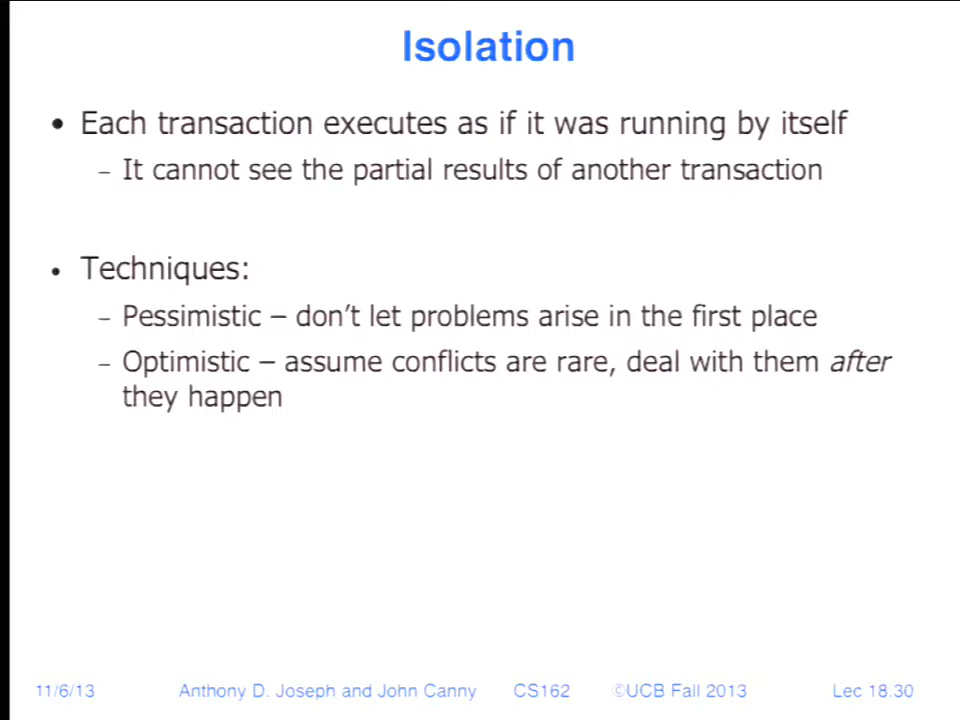 Isolation
• Each transaction executes as if it was running by itself
– It cannot see the partial results of another transaction
• Techniques:
– Pessimistic – don't let problems arise in the first place
– Optimistic – assume conflicts are rare, deal with them after
they happen
11/6/13 Anthony D. Joseph and John Canny CS162 ©UCB Fall 2013 Lec 18.30